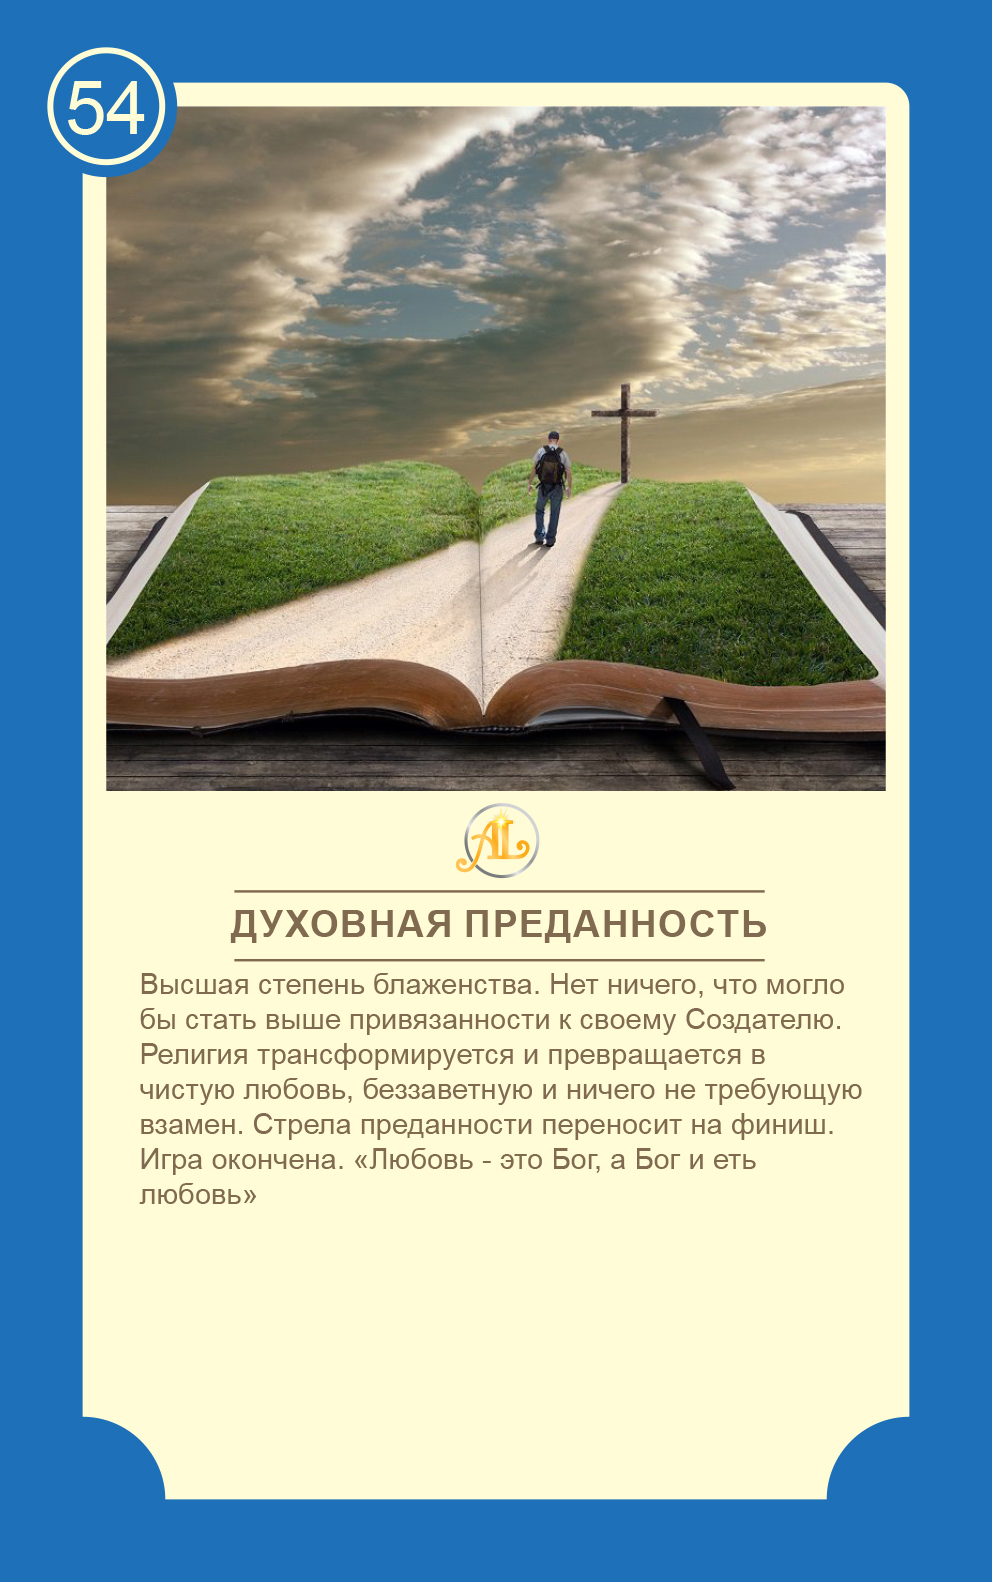 54
AL
ДУХОВНАЯ ПРЕДАННОСТЬ
Высшая степень блаженства. Нет ничего, что могло
бы стать выше привязанности к своему Создателю.
Религия трансформируется и превращается в
чистую любовь, беззаветную и ничего не требующую
взамен. Стрела преданности переносит на финиш.
Игра окончена. «Любовь - это Бог, а Бог и еть
любовь»